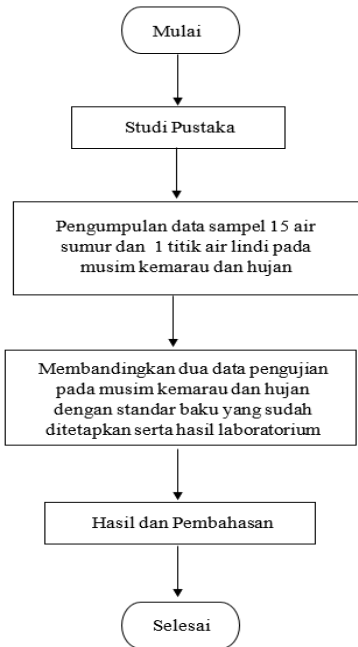 Mulai
Studi Pustaka
Pengumpulan data sampel 15 air
sumur dan 1 titik air lindi pada
musim kemarau dan hujan
Membandingkan dua data pengujian
pada musim kemarau dan hujan
dengan standar baku yang sudah
ditetapkan serta hasil laboratorium
Hasil dan Pembahasan
Selesai